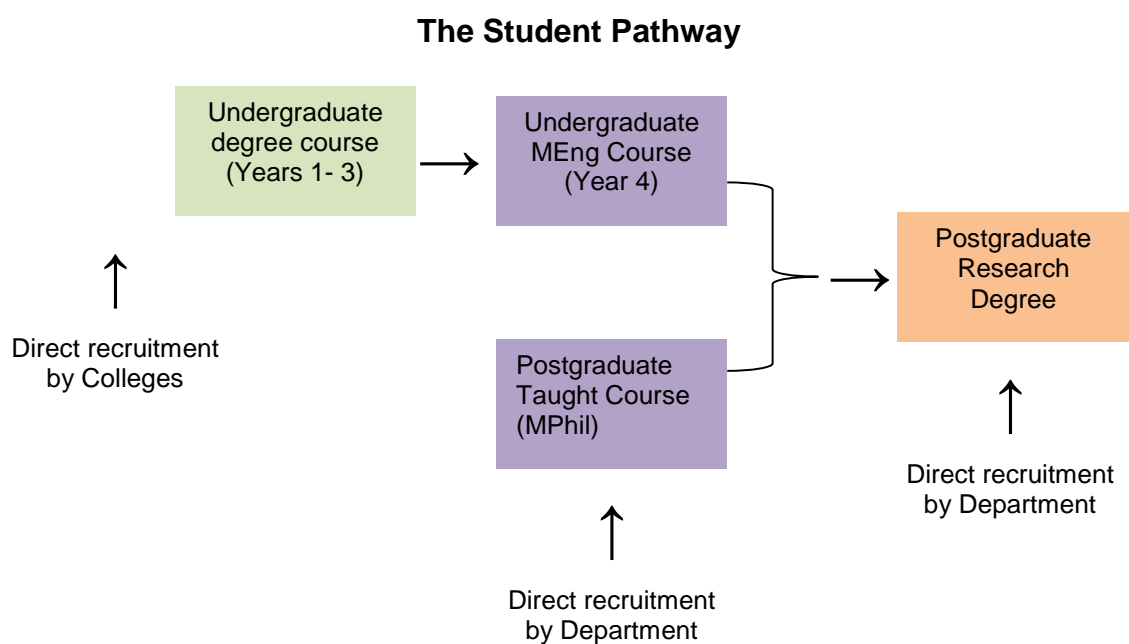 The Student Pathway
Undergraduate
degree course
(Years 1- 3)
Undergraduate
MEng Course
(Year 4)
Postgraduate
Research
Degree
Direct recruitment
by Colleges
Postgraduate
Taught Course
(MPhil)
Direct recruitment
by Department
Direct recruitment
by Department